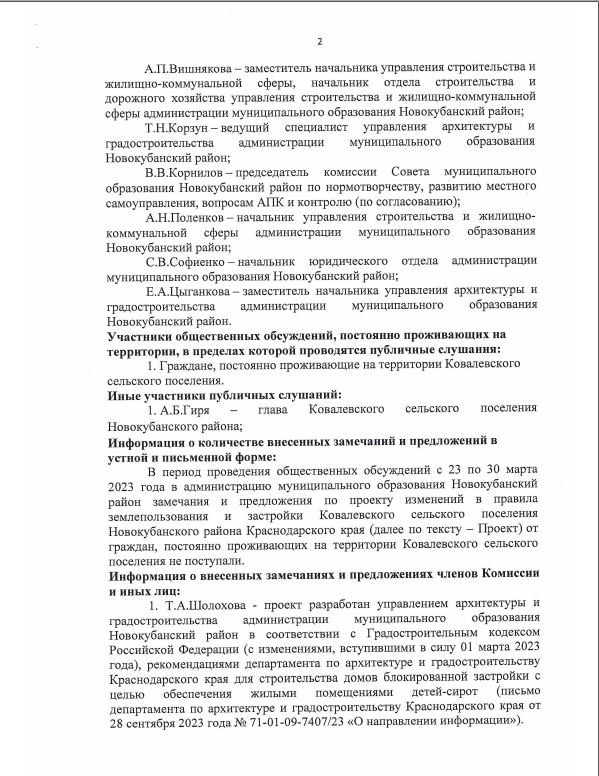 2
А.П.Вишнякова – заместитель начальника управления строительства и
жилищно-коммунальной сферы, начальник отдела строительства и
дорожного хозяйства управления строительства и жилищно-коммунальной
сферы администрации муниципального образования Новокубанский район;
Т.Н.Корзун – ведущий специалист управления архитектуры и
градостроительства администрации муниципального образования
Новокубанский район;
В.В.Корнилов – председатель комиссии Совета муниципального
образования Новокубанский район по нормотворчеству, развитию местного
самоуправления, вопросам АПК и контролю (по согласованию);
А.Н.Поленков – начальник управления строительства и жилищно-
коммунальной сферы администрации муниципального образования
Новокубанский район;
С.В.Софиенко – начальник юридического отдела администрации
муниципального образования Новокубанский район;
Е.А.Цыганкова – заместитель начальника управления архитектуры и
градостроительства администрации муниципального образования
Новокубанский район.
Участники общественных обсуждений, постоянно проживающих на
территории, в пределах которой проводятся публичные слушания:
1. Граждане, постоянно проживающие на территории Ковалевского
сельского поселения.
Иные участники публичных слушаний:
1. А.Б.Гиря – глава Ковалевского сельского поселения
Новокубанского района;
Информация о количестве внесенных замечаний и предложений в
устной и письменной форме:
В период проведения общественных обсуждений с 23 по 30 марта
2023 года в администрацию муниципального образования Новокубанский
район замечания и предложения по проекту изменений в правила
землепользования и застройки Ковалевского сельского поселения
Новокубанского района Краснодарского края (далее по тексту – Проект) от
граждан, постоянно проживающих на территории Ковалевского сельского
поселения не поступали.
Информация о внесенных замечаниях и предложениях членов Комиссии
и иных лиц:
1. Т.А.Шолохова - проект разработан управлением архитектуры и
градостроительства администрации муниципального образования
Новокубанский район в соответствии с Градостроительным кодексом
Российской Федерации (с изменениями, вступившими в силу 01 марта 2023
года), рекомендациями департамента по архитектуре и градостроительству
Краснодарского края для строительства домов блокированной застройки с
целью обеспечения жилыми помещениями детей-сирот (письмо
департамента по архитектуре и градостроительству Краснодарского края от
28 сентября 2023 года № 71-01-09-7407/23 «О направлении информации»).